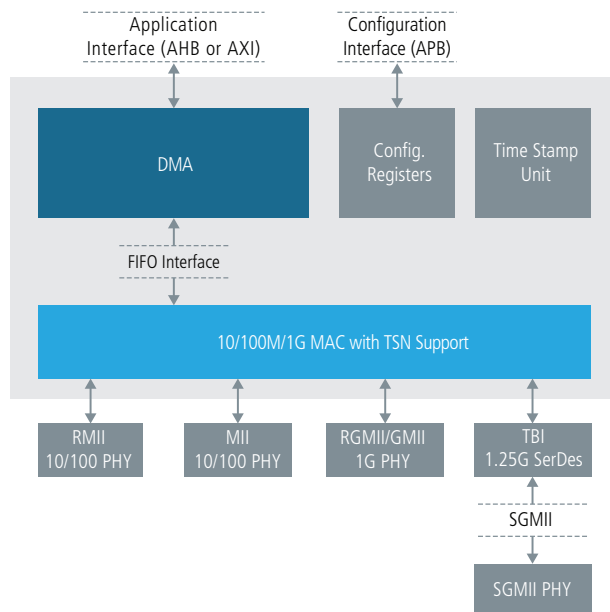 Application
Interface (AHB or AXI)
Configuration
Interface (APB)
DMA
Config.
Registers
Time Stamp
Unit
FIFO Interface
10/100M/1G MAC with TSN Support
RMII
10/100 PHY
MII
10/100 PHY
RGMII/GMII
1G PHY
TBI
1.25G SerDes
SGMII
SGMII PHY